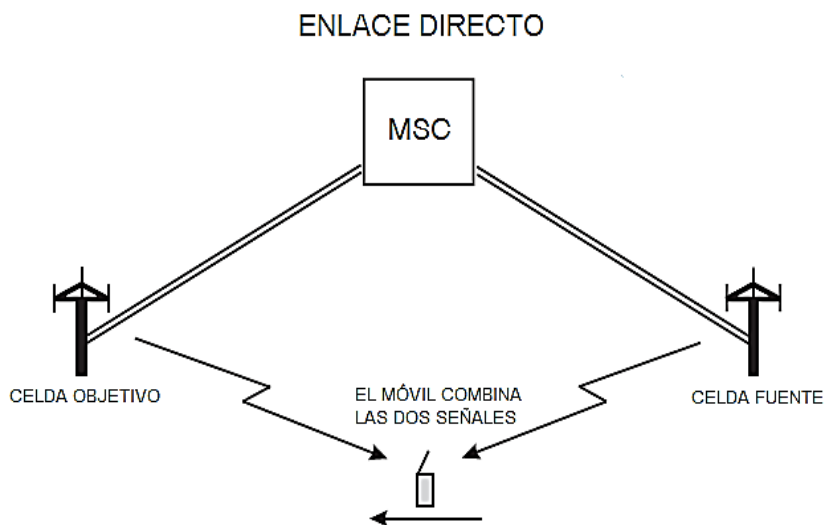 ENLACE DIRECTO
MSC
CELDA OBJETIVO
EL MÓVIL COMBINA
LAS DOS SEÑALES
CELDA FUENTE